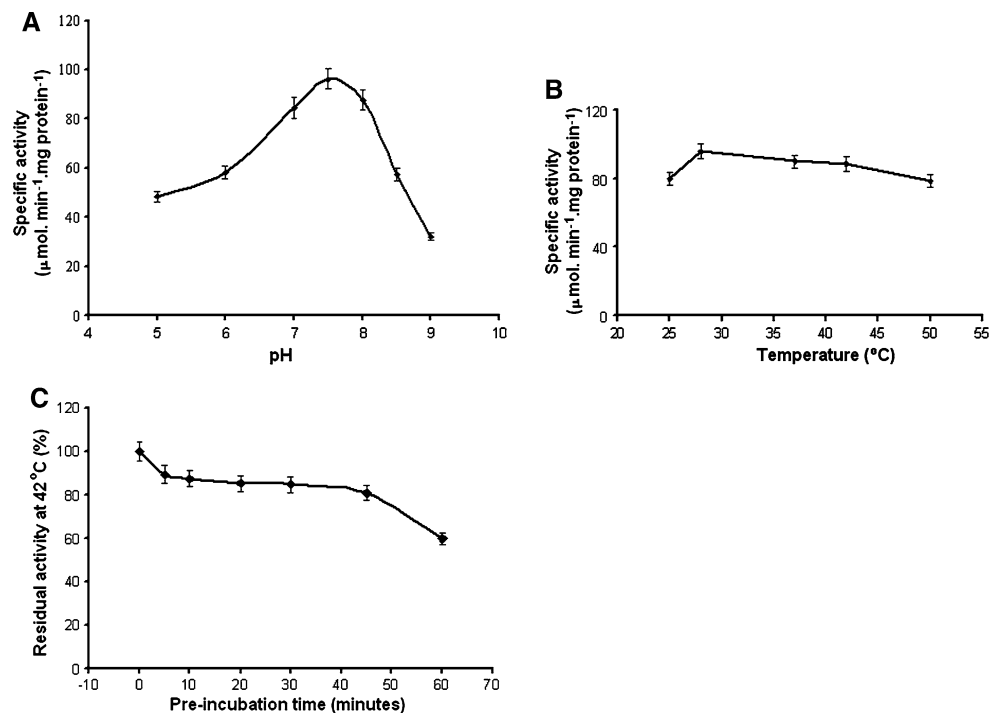 A
120
100
80
60
40
20
0
4 5 6 7 8 9 10
pH
Specific activity
(μmol. min-1.mg protein-1)
B
120
80
40
0
20 25 30 35 40 45 50 55
Temperature (°C)
Specific activity
(μmol. min-1.mg protein-1)
C
120
100
80
60
40
20
0
-10 0 10 20 30 40 50 60 70
Pre-incubation time (minutes)
Residual activity at 42°C (%)